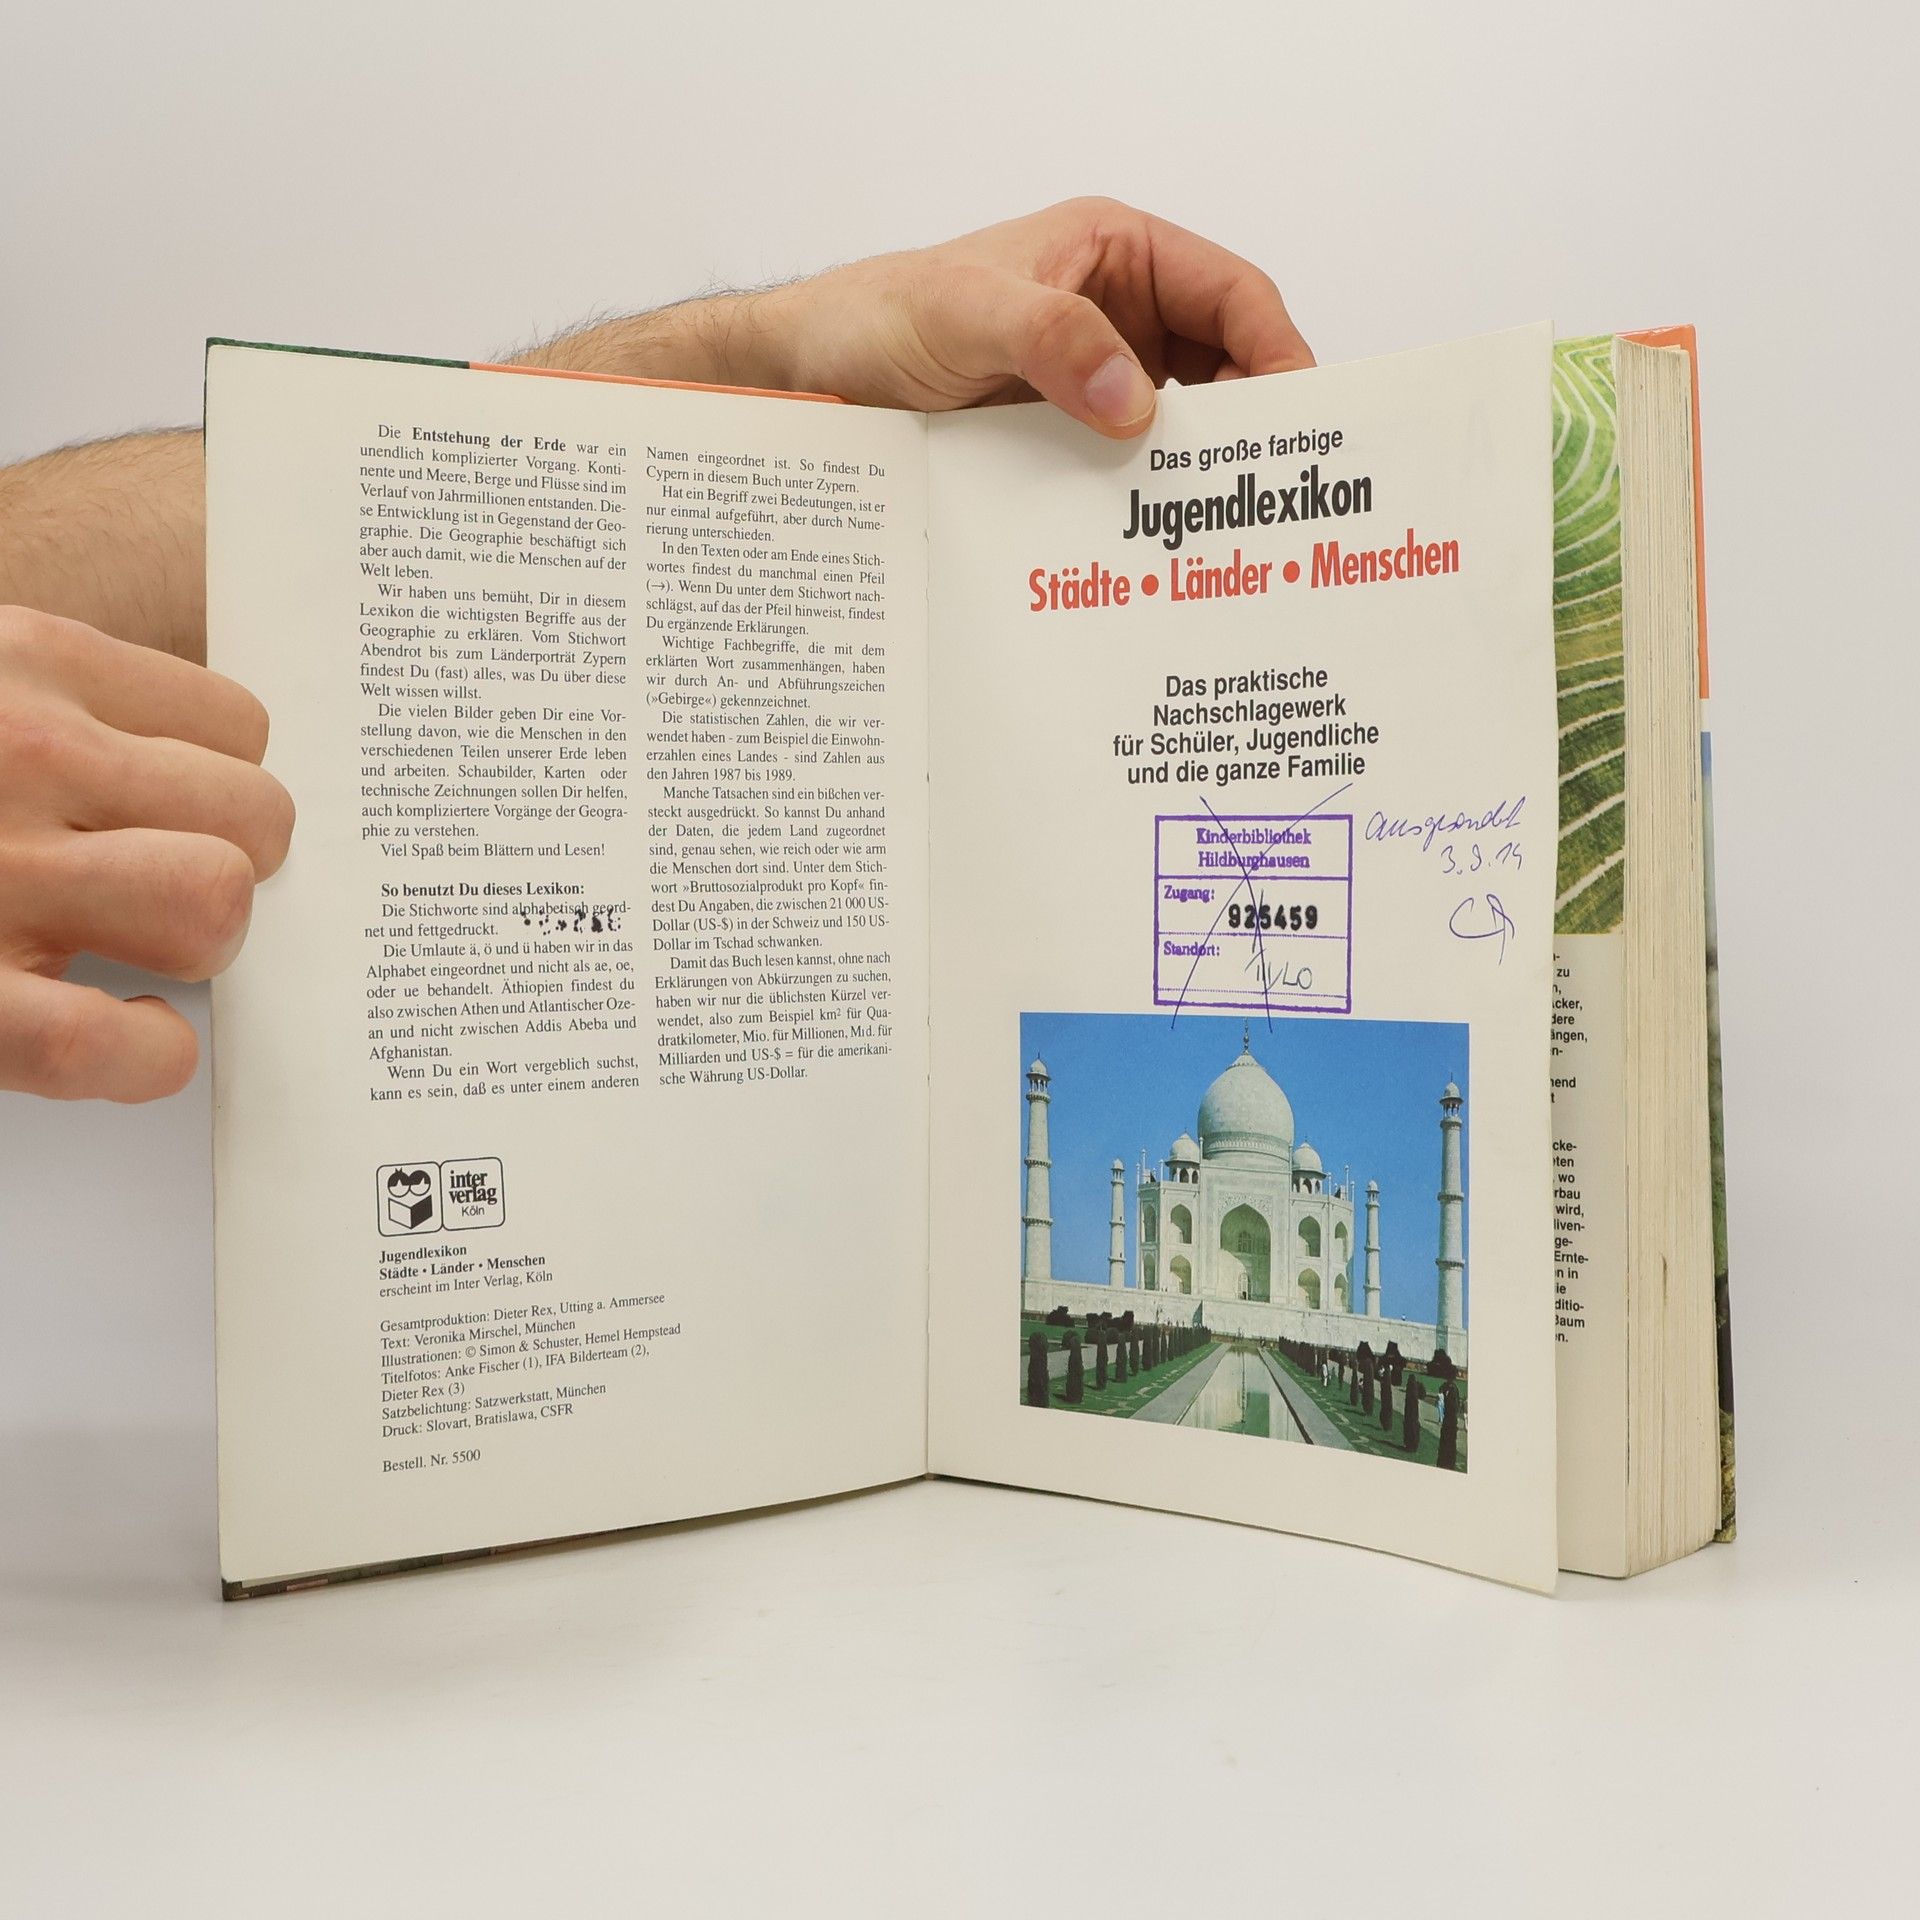 Die Entstehung der Erde war ein
unendlich komplizierter Vorgang. Konti-
nente und Meere, Berge und Flüsse sind im
Verlauf von Jahrmillionen entstanden. Die-
se Entwicklung ist in Gegenstand der Geo-
graphie. Die Geographie beschäftigt sich
aber auch damit, wie die Menschen auf der
Welt leben.
Wir haben uns bemüht, Dir in diesem
Lexikon die wichtigsten Begriffe aus der
Geographie zu erklären. Vom Stichwort
Abendrot bis zum Länderporträt Zypern
findest Du (fast) alles, was Du über diese
Welt wissen willst.
Die vielen Bilder geben Dir eine Vor-
stellung davon, wie die Menschen in den
verschiedenen Teilen unserer Erde leben
und arbeiten. Schaubilder, Karten oder
technische Zeichnungen sollen Dir helfen,
auch kompliziertere Vorgänge der Geogra-
phie zu verstehen.
Viel Spaß beim Blättern und Lesen!
So benutzt Du dieses Lexikon:
Die Stichworte sind alphabetisch geord-
net und fettgedruckt.
Die Umlaute ä, ö und ü haben wir in das
Alphabet eingeordnet und nicht als ae, oe,
oder ue behandelt. Äthiopien findest du
also zwischen Athen und Atlantischer Oze-
an und nicht zwischen Addis Abeba und
Afghanistan.
Wenn Du ein Wort vergeblich suchst,
kann es sein, daß es unter einem anderen
Namen eingeordnet ist. So findest Du
Cypern in diesem Buch unter Zypern.
Hat ein Begriff zwei Bedeutungen, ist er
nur einmal aufgeführt, aber durch Nume-
rierung unterschieden.
In den Texten oder am Ende eines Stich-
wortes findest du manchmal einen Pfeil
(→). Wenn Du unter dem Stichwort nach-
schlägst, auf das der Pfeil hinweist, findest
Du ergänzende Erklärungen.
Wichtige Fachbegriffe, die mit dem
erklärten Wort zusammenhängen, haben
wir durch An- und Abführungszeichen
(»Gebirge«) gekennzeichnet.
Die statistischen Zahlen, die wir ver-
wendet haben - zum Beispiel die Einwohn-
erzahlen eines Landes - sind Zahlen aus
den Jahren 1987 bis 1989.
Manche Tatsachen sind ein bißchen ver-
steckt ausgedrückt. So kannst Du anhand
der Daten, die jedem Land zugeordnet
sind, genau sehen, wie reich oder wie arm
die Menschen dort sind. Unter dem Stich-
wort »Bruttosozialprodukt pro Kopf« fin-
dest Du Angaben, die zwischen 21 000 US-
Dollar (US-$) in der Schweiz und 150 US-
Dollar im Tschad schwanken.
Damit das Buch lesen kannst, ohne nach
Erklärungen von Abkürzungen zu suchen,
haben wir nur die üblichsten Kürzel ver-
wendet, also zum Beispiel km² für Qua-
dratkilometer, Mio. für Millionen, Mrd. für
Milliarden und US-$ = für die amerikani-
sche Währung US-Dollar.
inter
verlag
Köln
Jugendlexikon
Städte • Länder • Menschen
erscheint im Inter Verlag, Köln
Gesamtproduktion: Dieter Rex, Utting a. Ammersee
Text: Veronika Mirschel, München
Illustrationen: © Simon & Schuster, Hemel Hempstead
Titelfotos: Anke Fischer (1), IFA Bilderteam (2),
Dieter Rex (3)
Satzbelichtung: Satzwerkstatt, München
Druck: Slovart, Bratislawa, CSFR
Bestell. Nr. 5500
Das große farbige
Jugendlexikon
Städte • Länder • Menschen
Das praktische
Nachschlagewerk
für Schüler, Jugendliche
und die ganze Familie
Kinderbibliothek
Hildburghausen
Zugang:
925459
Standort:
ausgesondert
3.9.14
zu
dere
ängen,
wo
wird,
Ernte-
n in
Baum